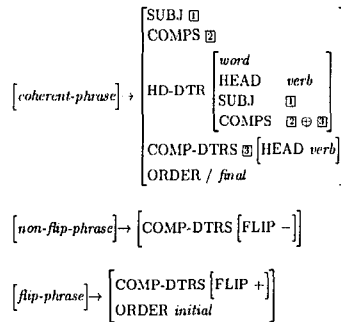 SUBJ 1
COMPS 2
[coherent-phrase] → HD-DTR
word
HEAD verb
SUBJ 1
COMPS 2 ⊕ 3
COMP-DTRS 3 [HEAD verb]
ORDER / final
[non-flip-phrase] → [COMP-DTRS [FLIP −]]
[flip-phrase] → [COMP-DTRS [FLIP +]
ORDER initial]